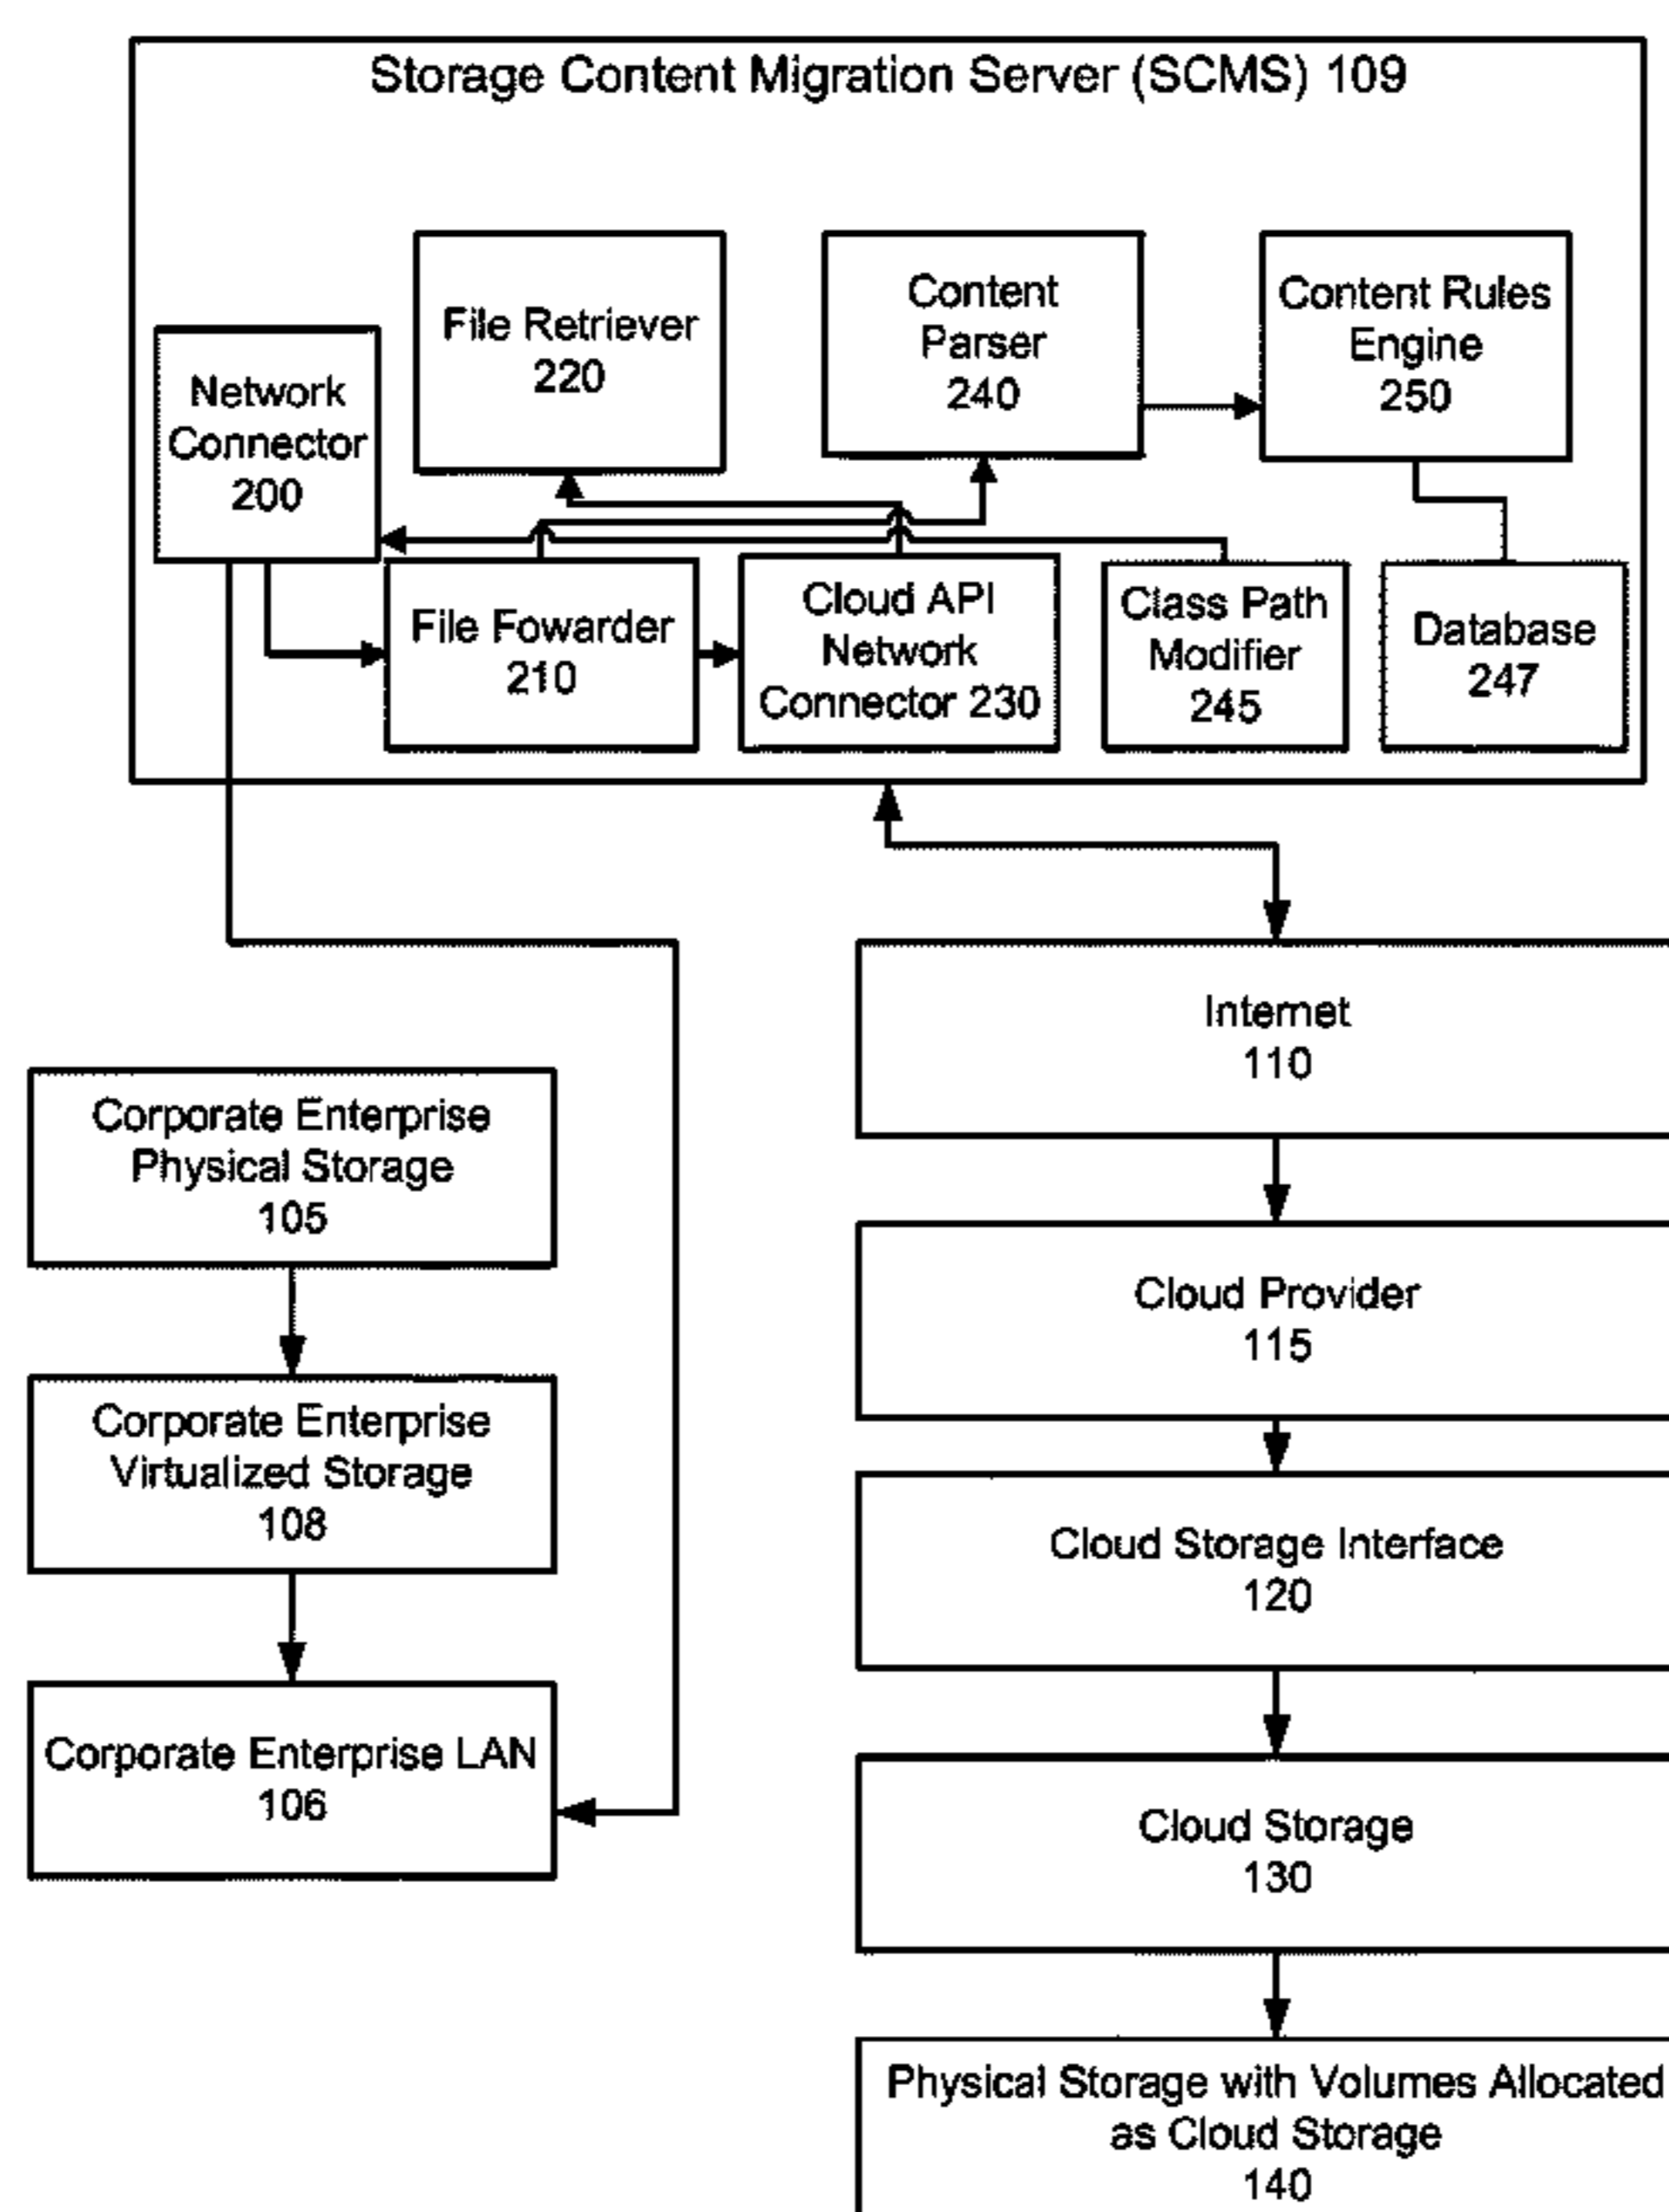 Storage Content Migration Server (SCMS) 109
Network
Connector
200
File Retriever
220
Content
Parser
240
Content Rules
Engine
250
File Fowarder
210
Cloud API
Network
Connector 230
Class Path
Modifier
245
Database
247
Internet
110
Corporate Enterprise
Physical Storage
105
Cloud Provider
115
Corporate Enterprise
Virtualized Storage
108
Cloud Storage Interface
120
Corporate Enterprise LAN
106
Cloud Storage
130
Physical Storage with Volumes Allocated
as Cloud Storage
140